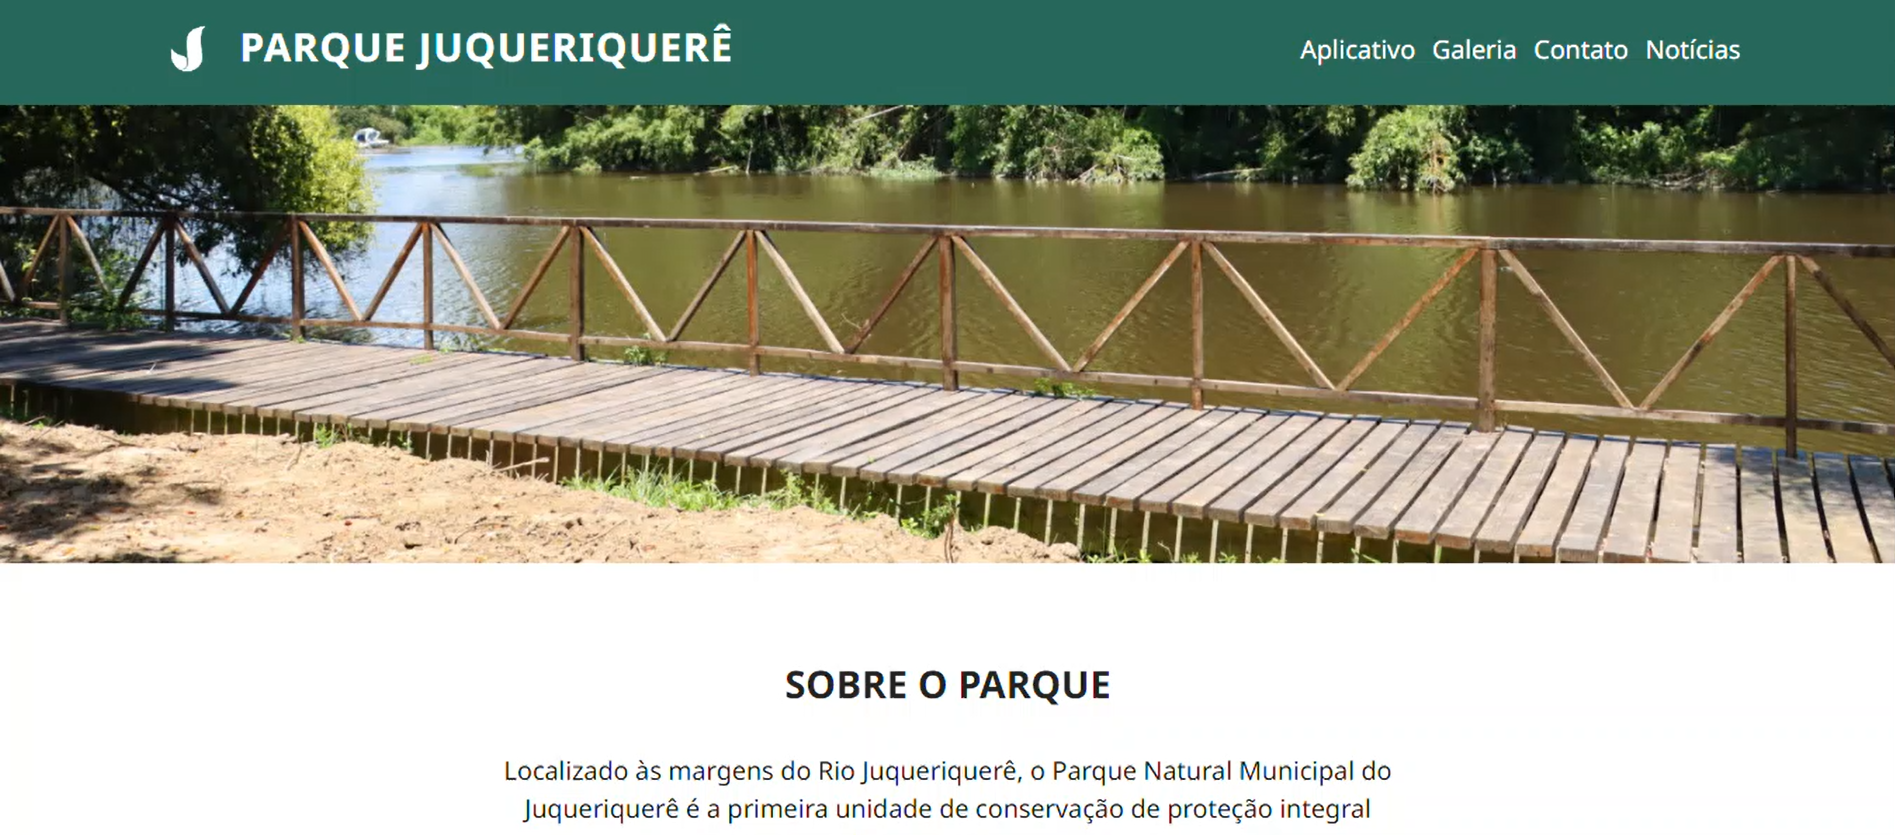 PARQUE JUQUERIQUERÊ
Aplicativo Galeria Contato Notícias
SOBRE O PARQUE
Localizado às margens do Rio Juqueriquerê, o Parque Natural Municipal do
Juqueriquerê é a primeira unidade de conservação de proteção integral